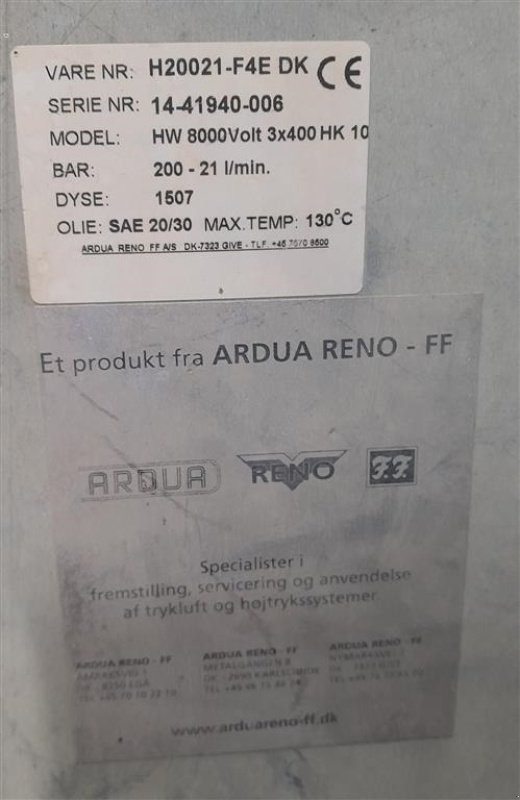 VARE NR: H20021-F4E DK CE
SERIE NR: 14-41940-006
MODEL: HW 8000Volt 3x400 HK 10
BAR: 200 - 21 l/min.
DYSE: 1507
OLIE: SAE 20/30 MAX.TEMP: 130°C
ARDUA RENO FF A/S DK-7323 GIVE - TLF. +45 7070 8600
Et produkt fra ARDUA RENO - FF
ARDUA RENO F.F.
Specialister i
fremstilling, servicering og anvendelse
af trykluft og højtrykssystemer.
ARDUA RENO - FF ARDUA RENO - FF ARDUA RENO - FF
METALGANGEN
www.arduareno-ff.dk